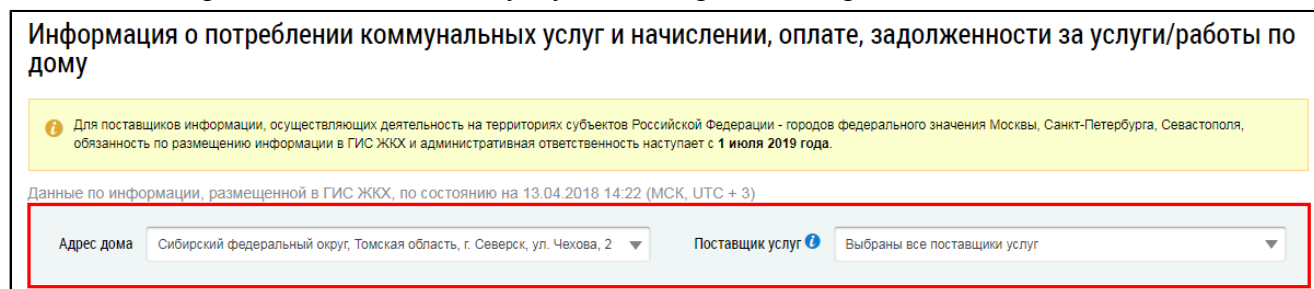 Информация о потреблении коммунальных услуг и начислении, оплате, задолженности за услуги/работы по
дому
Для поставщиков информации, осуществляющих деятельность на территориях субъектов Российской Федерации - городов федерального значения Москвы, Санкт-Петербурга, Севастополя,
обязанность по размещению информации в ГИС ЖКХ и административная ответственность наступает с 1 июля 2019 года.
Данные по информации, размещенной в ГИС ЖКХ, по состоянию на 13.04.2018 14:22 (МСК, UTC + 3)
Адрес дома Сибирский федеральный округ, Томская область, г. Северск, ул. Чехова, 2 Поставщик услуг Выбраны все поставщики услуг